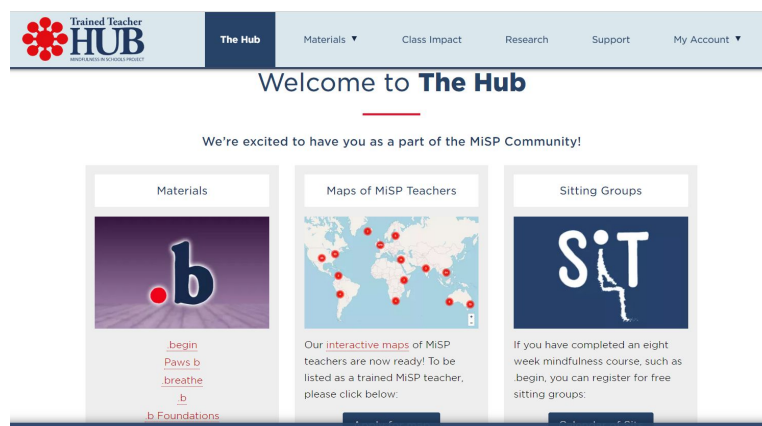 Trained Teacher
HUB
MINDFULNESS IN SCHOOLS PROJECT
The Hub
Materials ▼
Class Impact
Research
Support
My Account ▼
Welcome to The Hub
We're excited to have you as a part of the MiSP Community!
Materials
.b
.begin
Paws b
.breathe
.b
.b Foundations
Maps of MiSP Teachers
Our interactive maps of MiSP
teachers are now ready! To be
listed as a trained MiSP teacher,
please click below:
Sitting Groups
SiT
If you have completed an eight
week mindfulness course, such as
.begin, you can register for free
sitting groups: